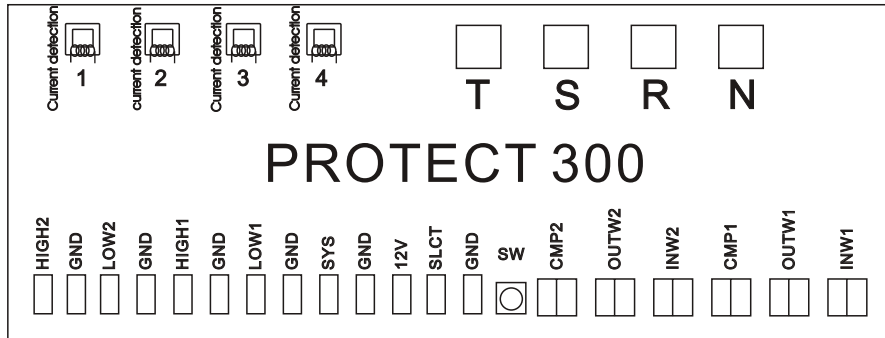 Current detection
1
current detection
2
Current detection
3
Current detection
4
T S R N
PROTECT 300
HIGH2
GND
LOW2
GND
HIGH1
GND
LOW1
GND
SYS
GND
12V
SLCT
GND
SW
CMP2
OUTW2
INW2
CMP1
OUTW1
INW1